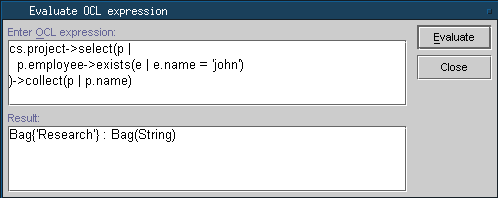 Evaluate OCL expression
Enter OCL expression:
cs.project->select(p |
p.employee->exists(e | e.name = 'john')
)->collect(p | p.name)
Evaluate
Close
Result:
Bag{'Research'} : Bag(String)